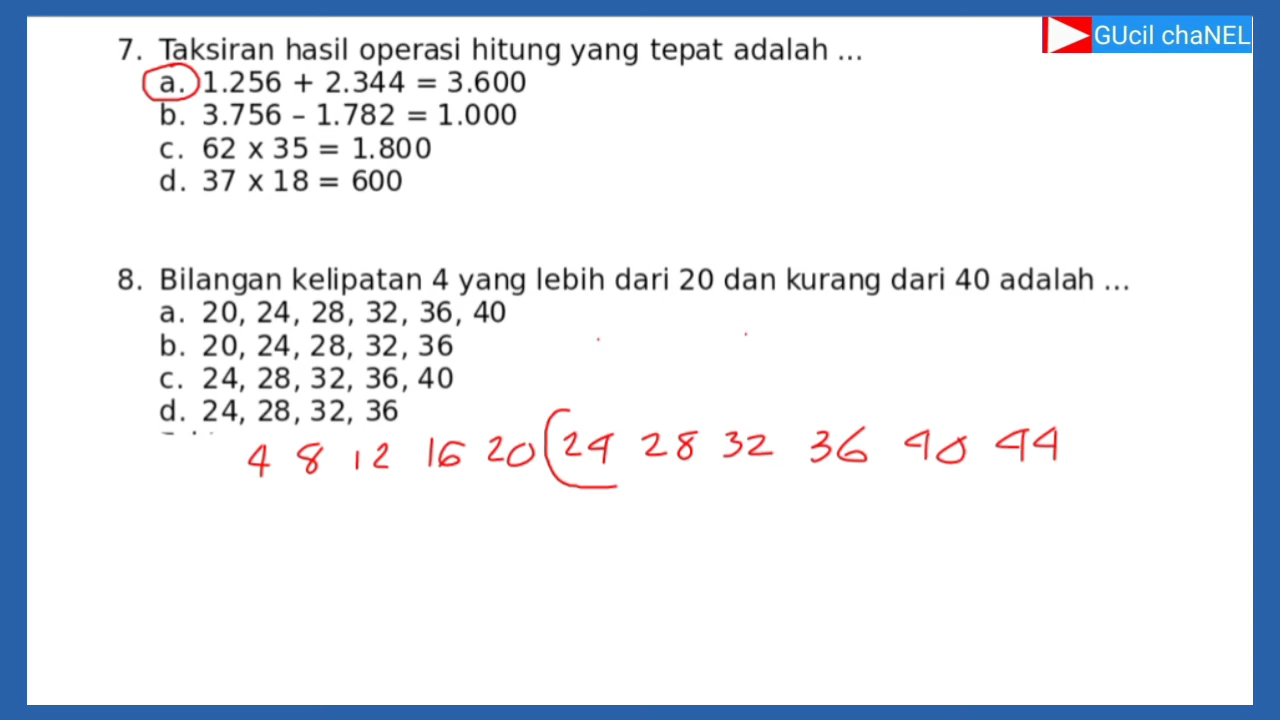 GUcil chaNEL
7. Taksiran hasil operasi hitung yang tepat adalah ...
a. 1.256 + 2.344 = 3.600
b. 3.756 – 1.782 = 1.000
c. 62 x 35 = 1.800
d. 37 x 18 = 600
8. Bilangan kelipatan 4 yang lebih dari 20 dan kurang dari 40 adalah ...
a. 20, 24, 28, 32, 36, 40
b. 20, 24, 28, 32, 36
c. 24, 28, 32, 36, 40
d. 24, 28, 32, 36
4 8 12 16 20 (24 28 32 36 40 44